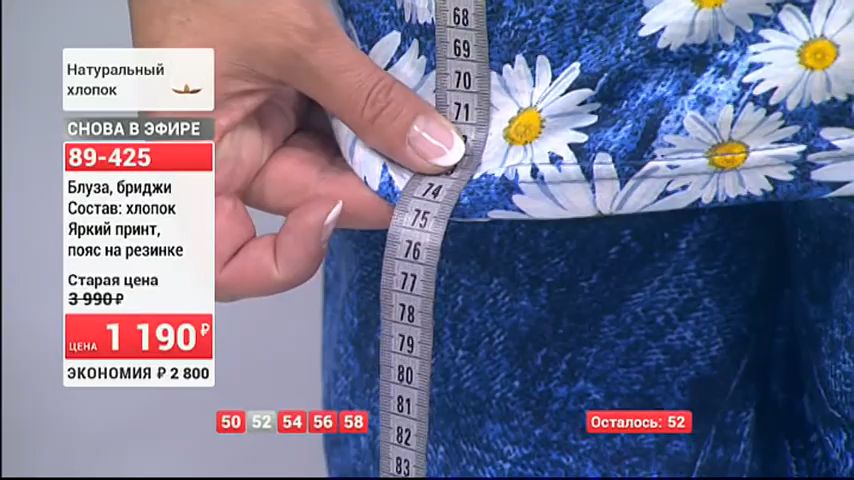 Натуральный
хлопок
СНОВА В ЭФИРЕ
89-425
Блуза, бриджи
Состав: хлопок
Яркий принт,
пояс на резинке
Старая цена
3 990 ₽
ЦЕНА 1 190 ₽
ЭКОНОМИЯ ₽ 2 800
50 52 54 56 58
Осталось: 52
68
69
70
71
74
75
76
77
78
79
80
81
82
83